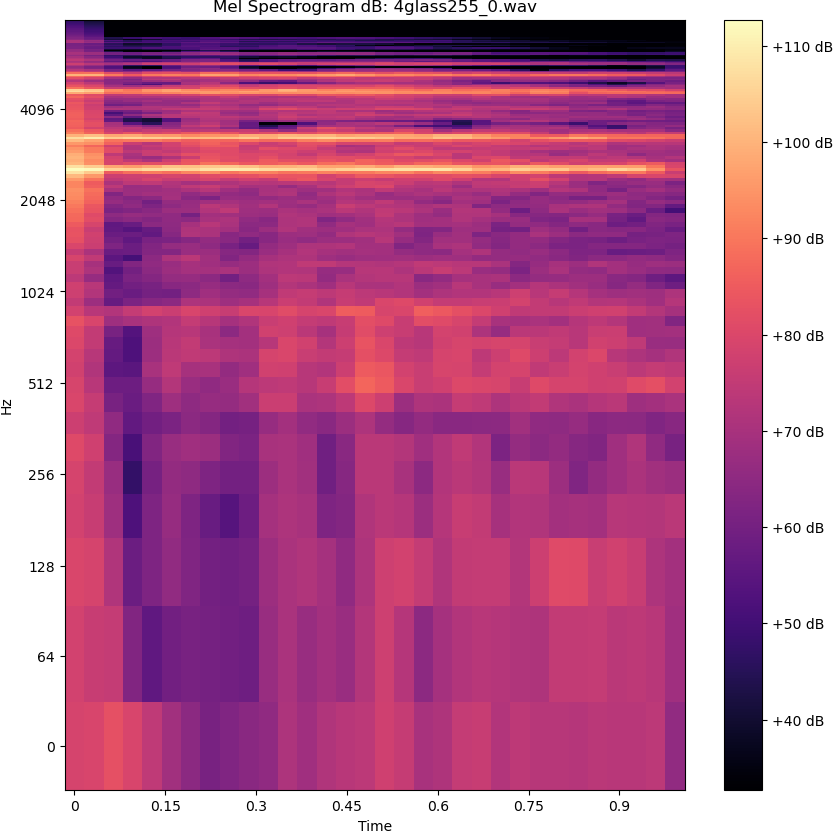 Mel Spectrogram dB: 4glass255_0.wav
+110 dB
4096
+100 dB
2048
+90 dB
1024
+80 dB
512
+70 dB
Hz
256
+60 dB
128
+50 dB
64
+40 dB
0
0 0.15 0.3 0.45 0.6 0.75 0.9
Time